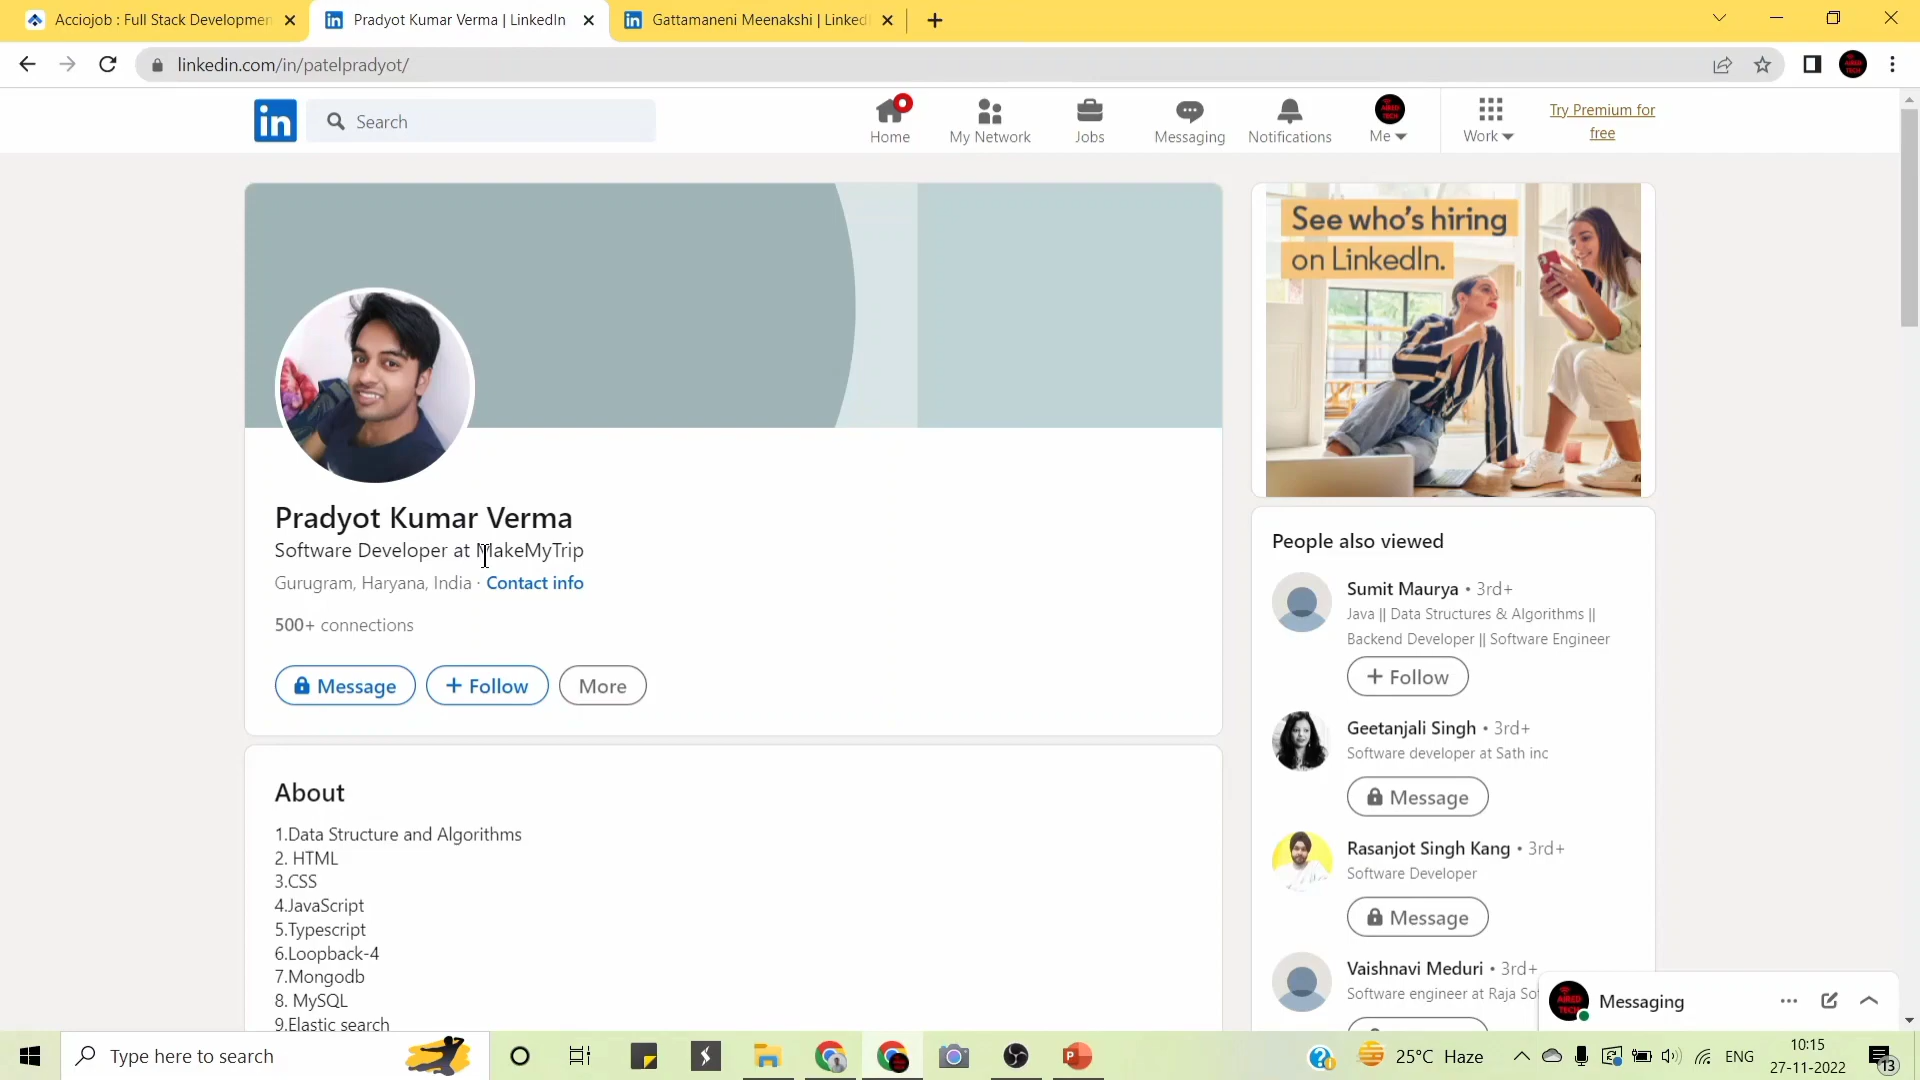 Acciojob : Full Stack Developmen
Pradyot Kumar Verma | LinkedIn
Gattamaneni Meenakshi | Linked
linkedin.com/in/patelpradyot/
in
Search
Home
My Network
Jobs
Messaging
Notifications
Me
Work
Try Premium for
free
See who's hiring
on LinkedIn.
Pradyot Kumar Verma
Software Developer at MakeMyTrip
Gurugram, Haryana, India · Contact info
500+ connections
Message
+ Follow
More
About
1.Data Structure and Algorithms
2. HTML
3.CSS
4.JavaScript
5.Typescript
6.Loopback-4
7.Mongodb
8. MySQL
9.Elastic search
People also viewed
Sumit Maurya • 3rd+
Java || Data Structures & Algorithms ||
Backend Developer || Software Engineer
+ Follow
Geetanjali Singh • 3rd+
Software developer at Sath inc
Message
Rasanjot Singh Kang • 3rd+
Software Developer
Message
Vaishnavi Meduri • 3rd+
Software engineer at Raja So
Messaging
Type here to search
25°C Haze
ENG
10:15
27-11-2022
13